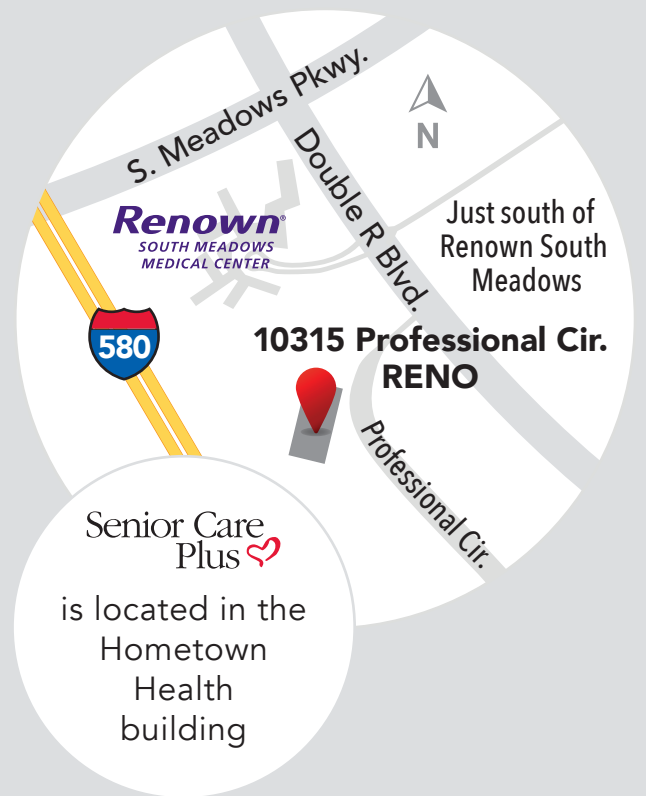 S. Meadows Pkwy.
N
Double R Blvd.
Renown®
SOUTH MEADOWS
MEDICAL CENTER
Just south of
Renown South
Meadows
580
10315 Professional Cir.
RENO
Professional Cir.
Senior Care
Plus
is located in the
Hometown
Health
building